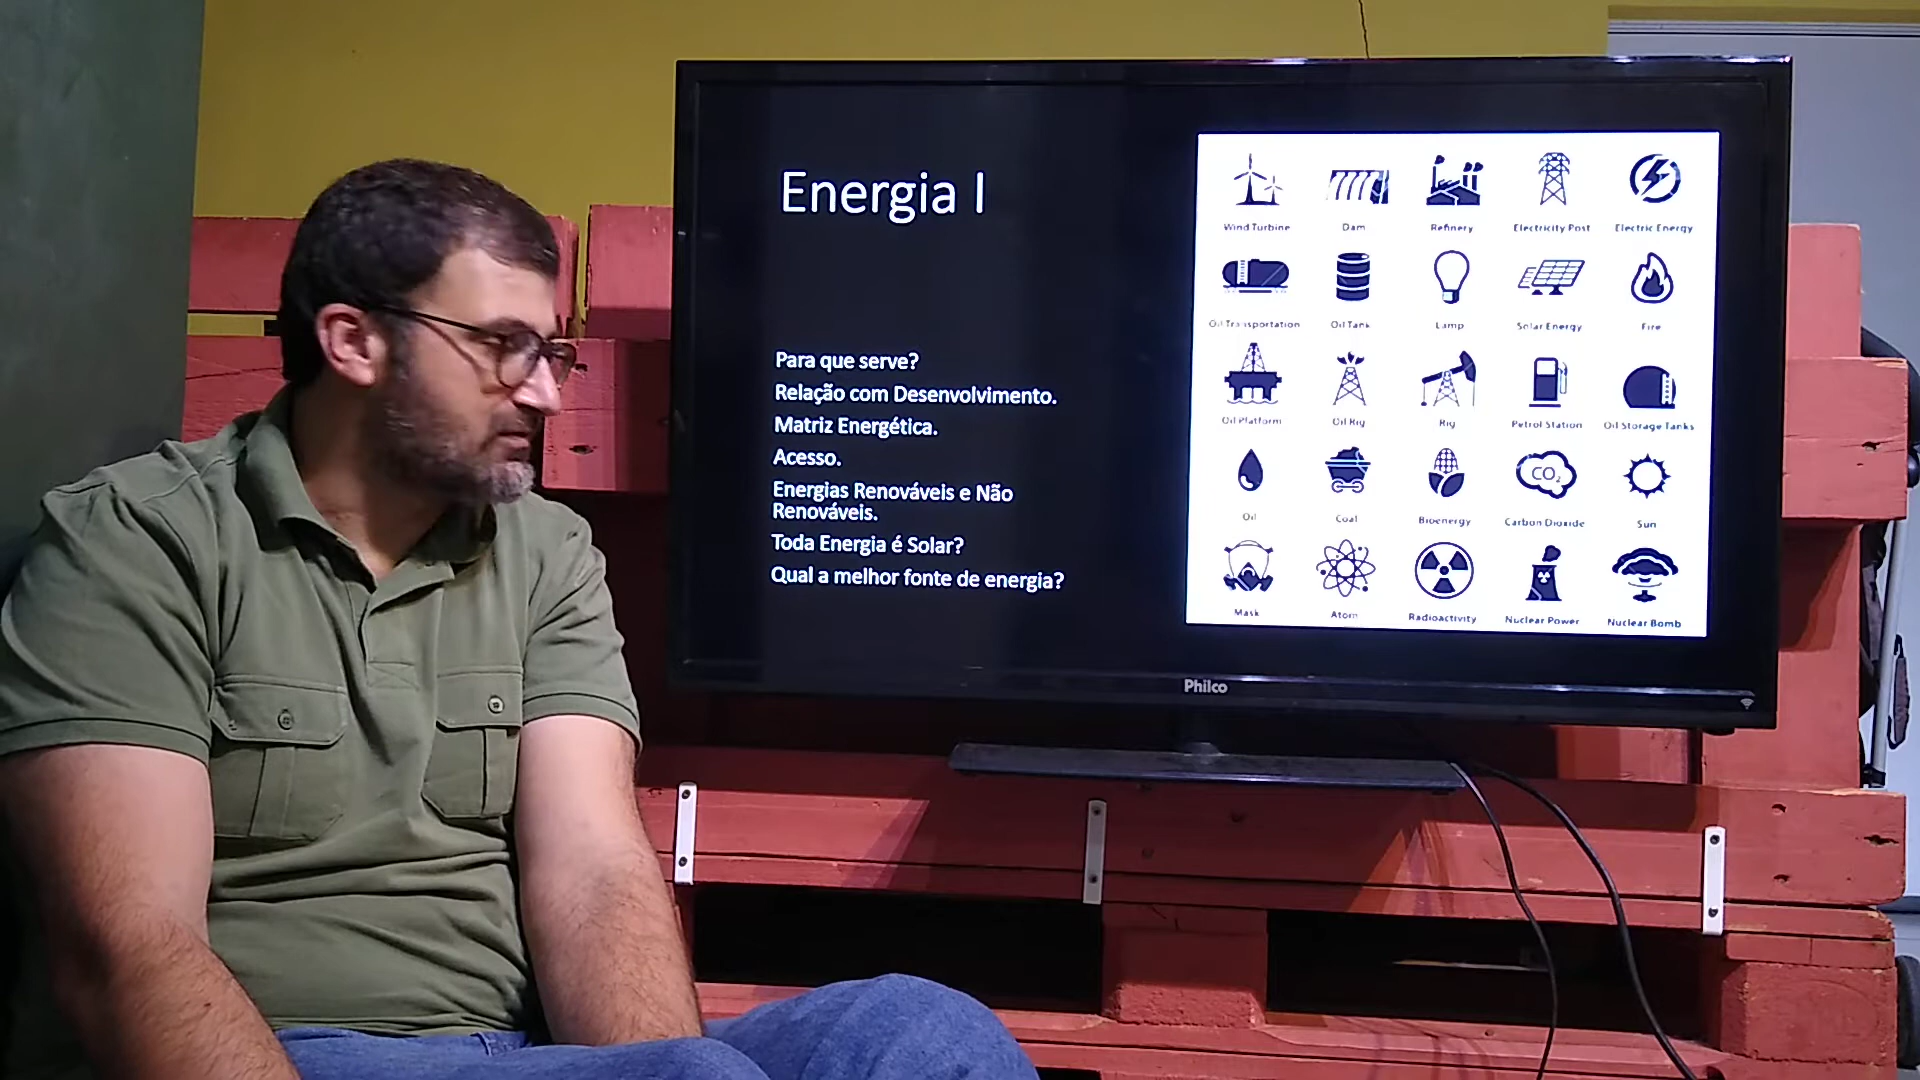 Energia I
Para que serve?
Relação com Desenvolvimento.
Matriz Energética.
Acesso.
Energias Renováveis e Não
Renováveis.
Toda Energia é Solar?
Qual a melhor fonte de energia?
Wind Turbine
Dam
Refinery
Electricity Post
Electric Energy
Oil Transportation
Oil Tank
Lamp
Solar Energy
Fire
Oil Platform
Oil Rig
Rig
Petrol Station
Oil Storage Tanks
Oil
Coal
Bioenergy
CO₂
Carbon Dioxide
Sun
Mask
Atom
Radioactivity
Nuclear Power
Nuclear Bomb
Philco